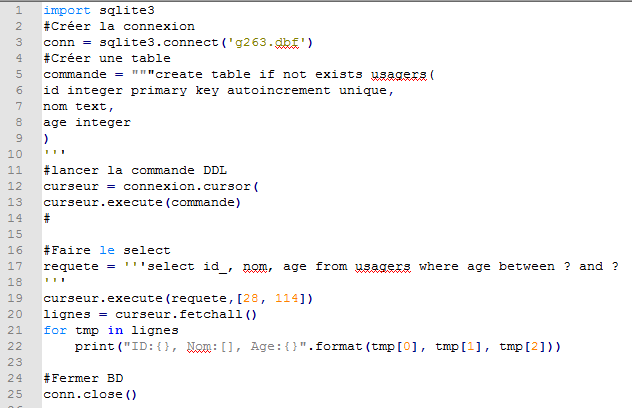 1 import sqlite3
2 #Créer la connexion
3 conn = sqlite3.connect('g263.dbf')
4 #Créer une table
5 commande = """create table if not exists usagers(
6 id integer primary key autoincrement unique,
7 nom text,
8 age integer
9 )
10 '''
11 #lancer la commande DDL
12 curseur = connexion.cursor(
13 curseur.execute(commande)
14 #
15
16 #Faire le select
17 requete = '''select id_, nom, age from usagers where age between ? and ?
18 '''
19 curseur.execute(requete,[28, 114])
20 lignes = curseur.fetchall()
21 for tmp in lignes
22     print("ID:{}, Nom:[], Age:{}".format(tmp[0], tmp[1], tmp[2]))
23
24 #Fermer BD
25 conn.close()